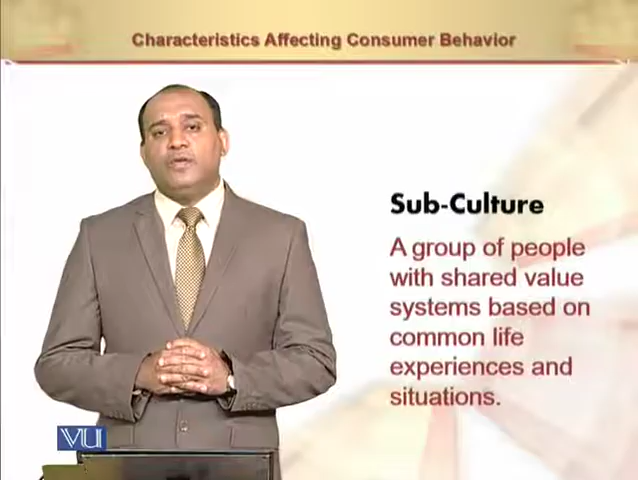 Characteristics Affecting Consumer Behavior
Sub-Culture
A group of people
with shared value
systems based on
common life
experiences and
situations.
VU